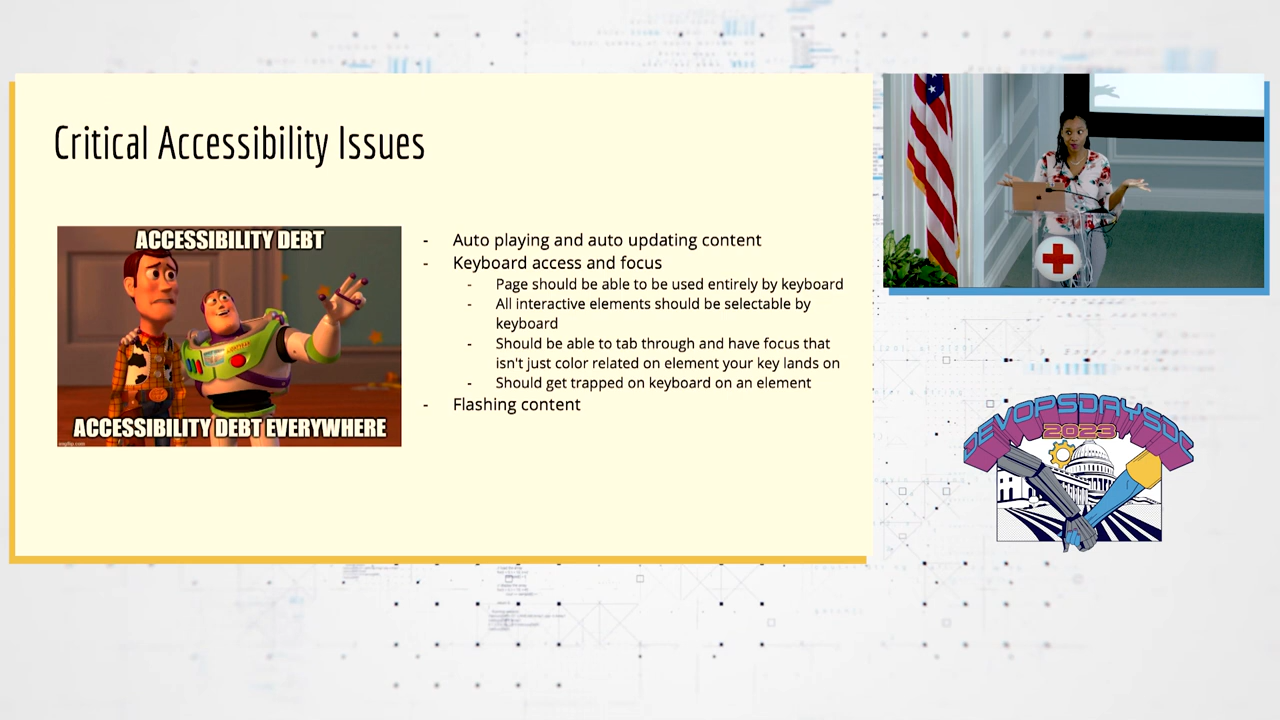 Critical Accessibility Issues
ACCESSIBILITY DEBT
ACCESSIBILITY DEBT EVERYWHERE
imgflip.com
- Auto playing and auto updating content
- Keyboard access and focus
- Page should be able to be used entirely by keyboard
- All interactive elements should be selectable by
keyboard
- Should be able to tab through and have focus that
isn't just color related on element your key lands on
- Should get trapped on keyboard on an element
- Flashing content
DEVOPSDAYSDC
2023